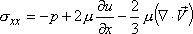 σ_xx = −p + 2μ ∂u/∂x − 2/3 μ(∇ · V⃗)